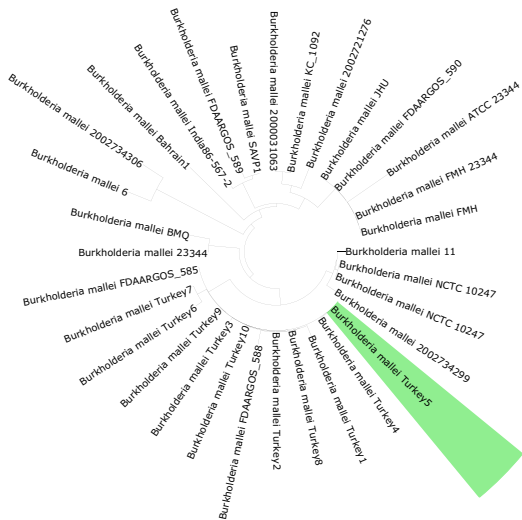 Burkholderia mallei 11
Burkholderia mallei FMH
Burkholderia mallei FMH 23344
Burkholderia mallei ATCC 23344
Burkholderia mallei FDAARGOS_590
Burkholderia mallei JHU
Burkholderia mallei 2002721276
Burkholderia mallei KC_1092
Burkholderia mallei 2000031063
Burkholderia mallei SAVP1
Burkholderia mallei FDAARGOS_589
Burkholderia mallei India86-567-2
Burkholderia mallei Bahrain1
Burkholderia mallei 2002734306
Burkholderia mallei 6
Burkholderia mallei BMQ
Burkholderia mallei 23344
Burkholderia mallei FDAARGOS_585
Burkholderia mallei Turkey7
Burkholderia mallei Turkey6
Burkholderia mallei Turkey9
Burkholderia mallei Turkey3
Burkholderia mallei Turkey10
Burkholderia mallei FDAARGOS_588
Burkholderia mallei Turkey2
Burkholderia mallei Turkey8
Burkholderia mallei Turkey1
Burkholderia mallei Turkey4
Burkholderia mallei Turkey5
Burkholderia mallei 2002734299
Burkholderia mallei NCTC 10247
Burkholderia mallei NCTC 10247